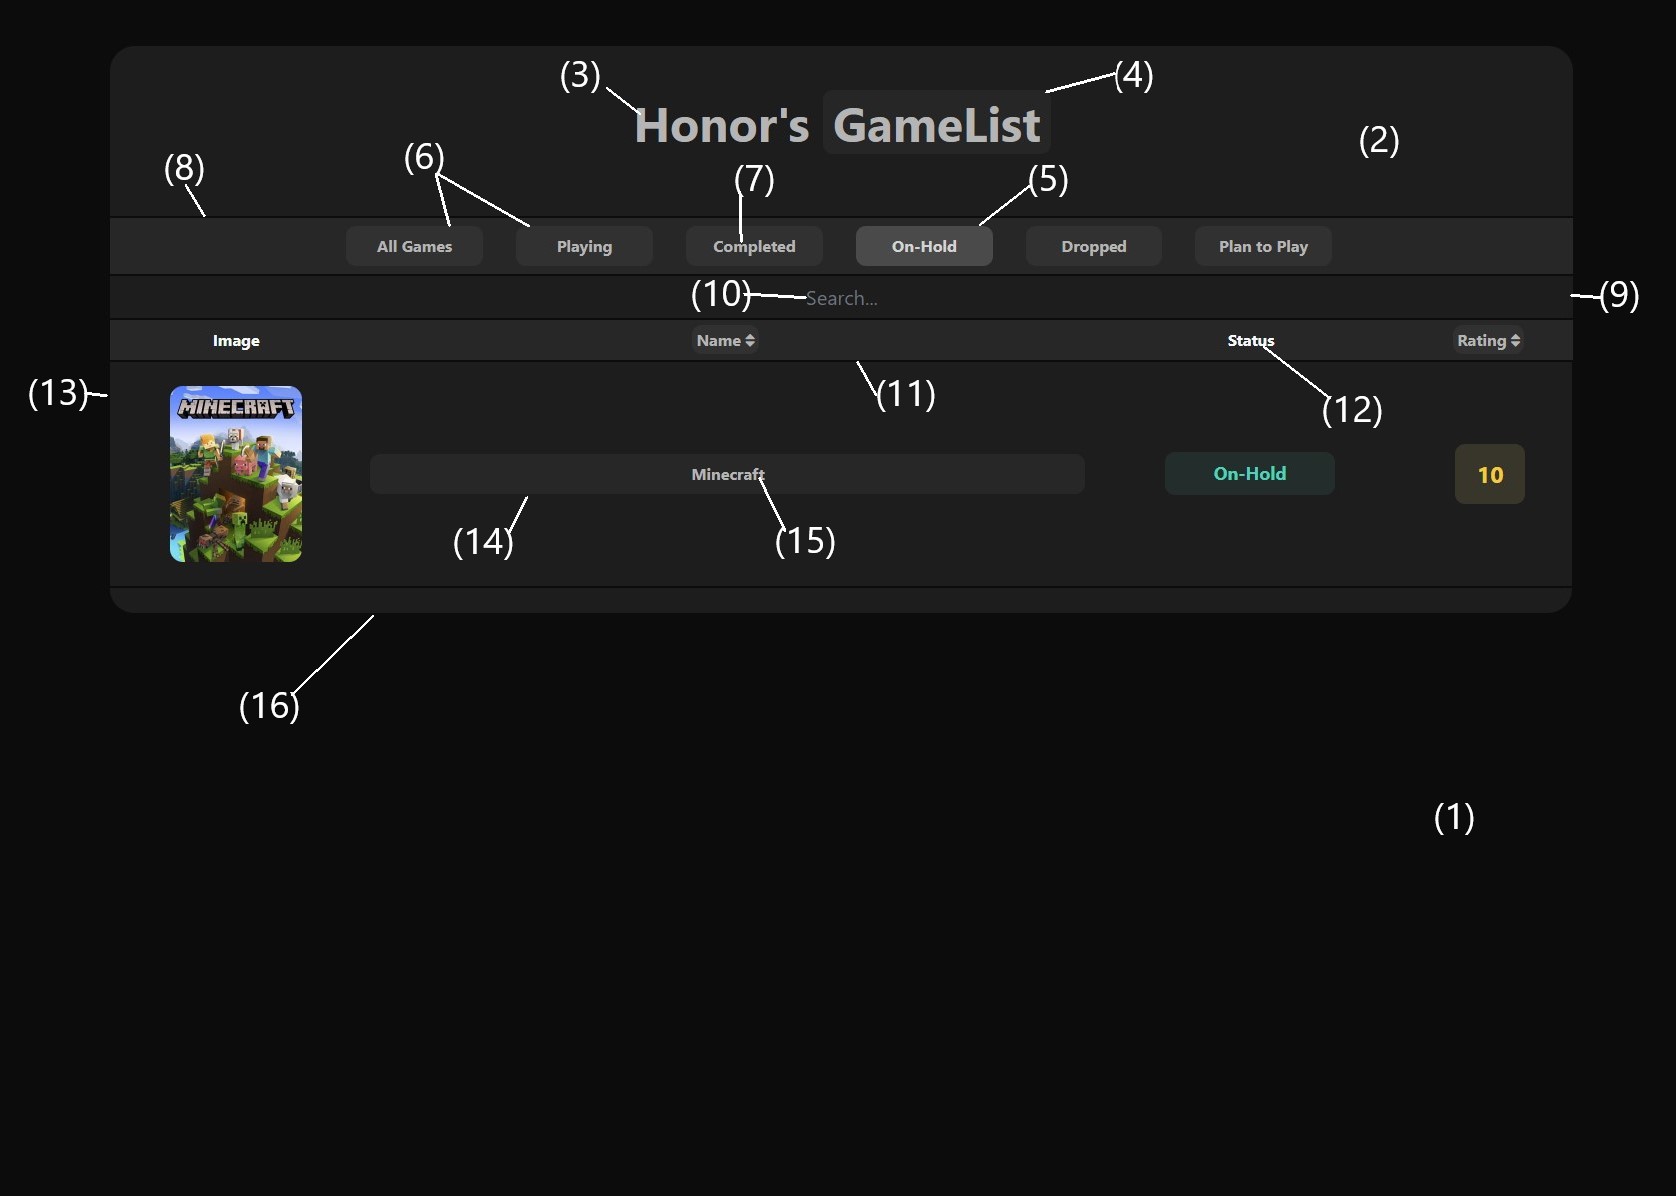 (3)
(4)
Honor's GameList
(2)
(8)
(6)
(7)
(5)
All Games
Playing
Completed
On-Hold
Dropped
Plan to Play
(10)
Search...
(9)
Image
Name
Status
Rating
(13)
(11)
(12)
MINECRAFT
Minecraft
On-Hold
10
(14)
(15)
(16)
(1)